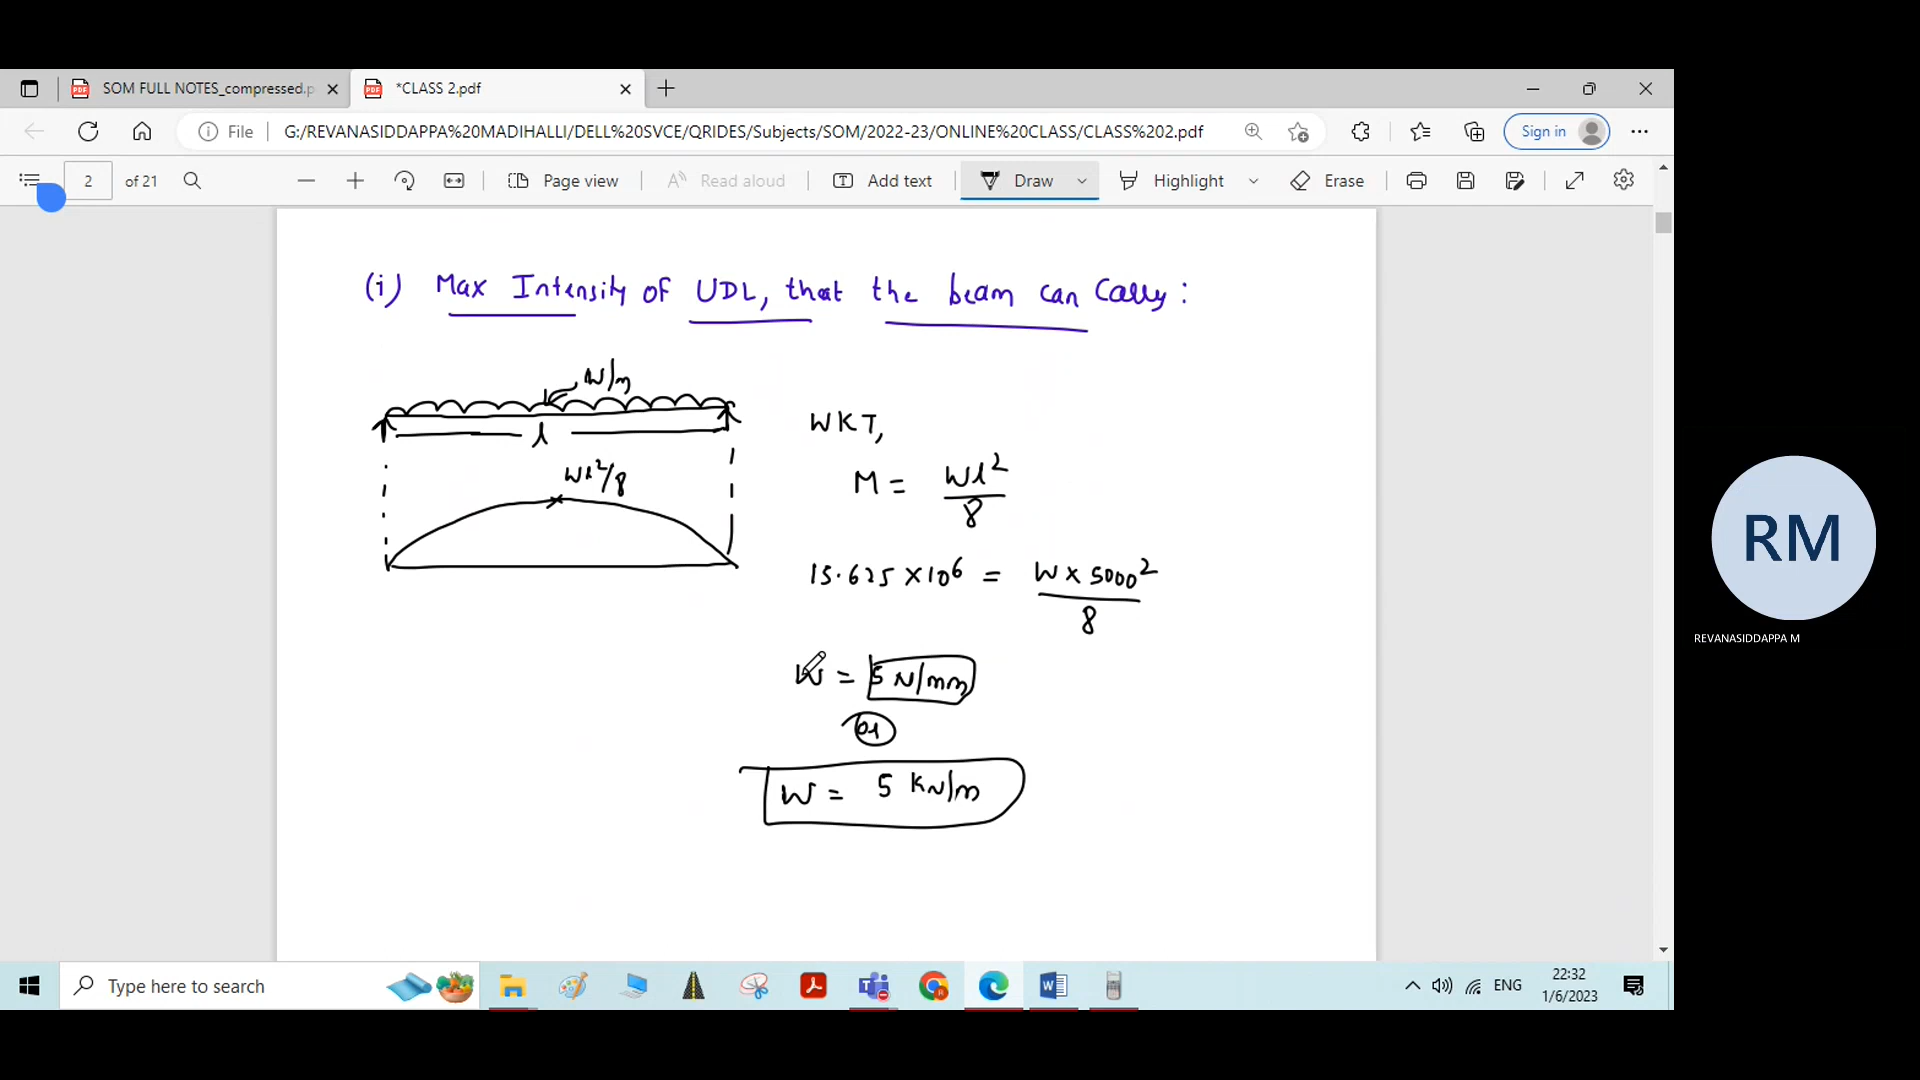 SOM FULL NOTES_compressed.p
*CLASS 2.pdf
File
G:/REVANASIDDAPPA%20MADIHALLI/DELL%20SVCE/QRIDES/Subjects/SOM/2022-23/ONLINE%20CLASS/CLASS%202.pdf
Sign in
2 of 21
Page view
Read aloud
Add text
Draw
Highlight
Erase
(i) Max Intensity of UDL, that the beam can carry:
W/m
l
Wl²/8
WKT,
M = Wl²/8
15.625 × 10⁶ = W × 5000²/8
W = 5 N/mm
or
W = 5 KN/m
RM
REVANASIDDAPPA M
Type here to search
ENG
22:32
1/6/2023